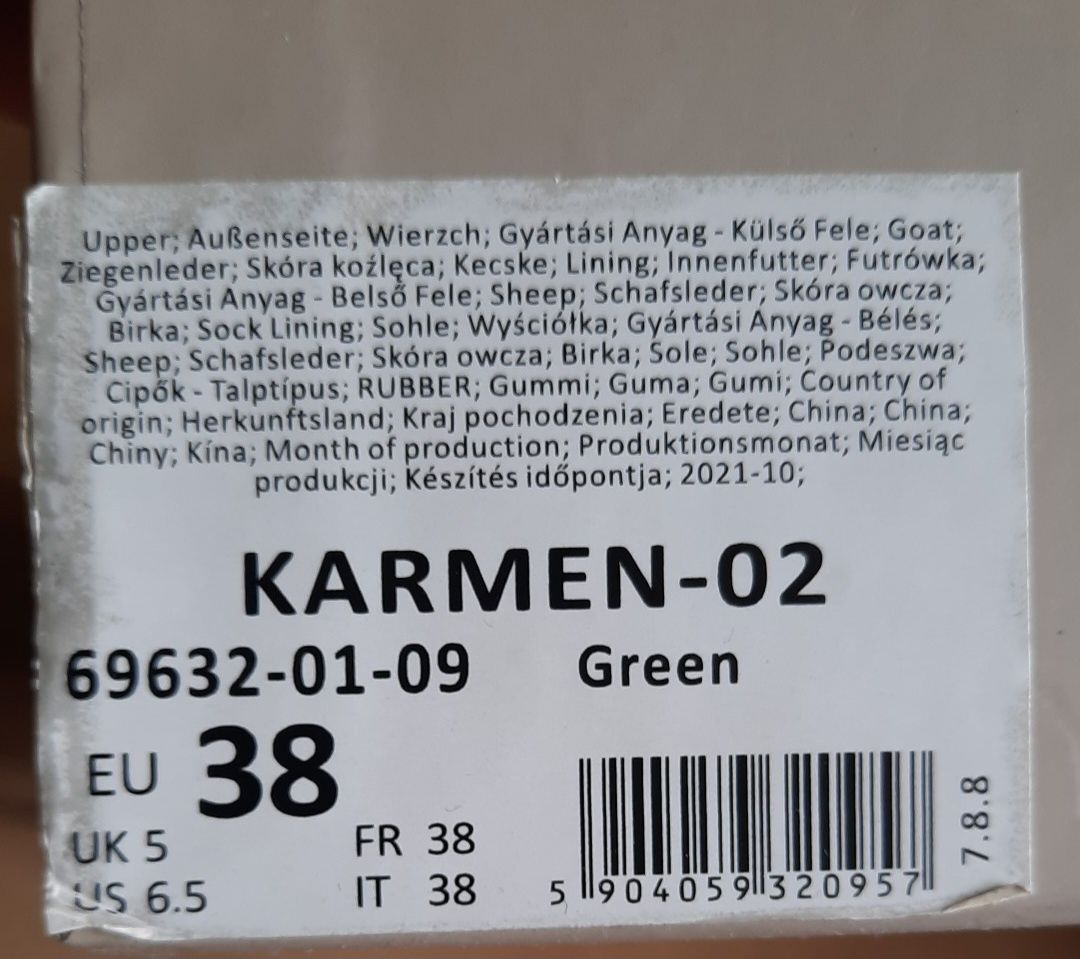 Upper; Außenseite; Wierzch; Gyártási Anyag - Külső Fele; Goat;
Ziegenleder; Skóra koźlęca; Kecske; Lining; Innenfutter; Futrówka;
Gyártási Anyag - Belső Fele; Sheep; Schafsleder; Skóra owcza;
Birka; Sock Lining; Sohle; Wyściółka; Gyártási Anyag - Bélés;
Sheep; Schafsleder; Skóra owcza; Birka; Sole; Sohle; Podeszwa;
Cipők - Talptípus; RUBBER; Gummi; Guma; Gumi; Country of
origin; Herkunftsland; Kraj pochodzenia; Eredete; China; China;
Chiny; Kína; Month of production; Produktionsmonat; Miesiąc
produkcji; Készítés időpontja; 2021-10;
KARMEN-02
69632-01-09 Green
EU 38
UK 5 FR 38
US 6.5 IT 38
5 904059 320957
7.8.8